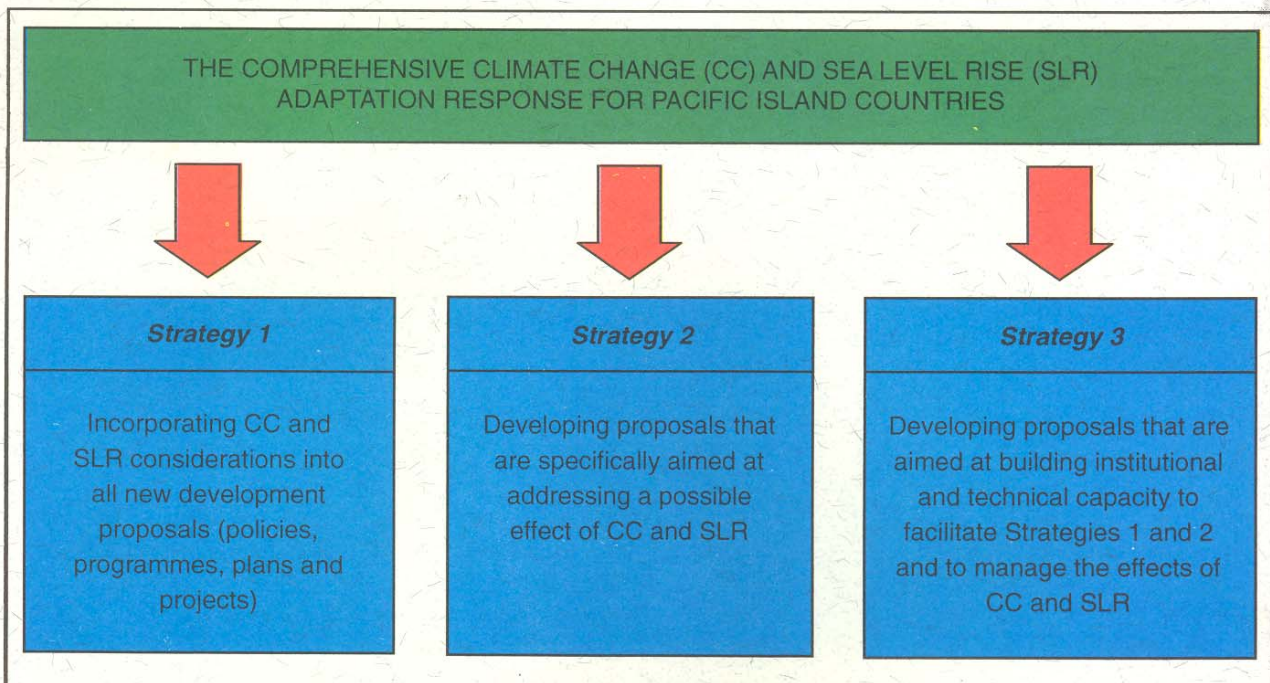 THE COMPREHENSIVE CLIMATE CHANGE (CC) AND SEA LEVEL RISE (SLR)
ADAPTATION RESPONSE FOR PACIFIC ISLAND COUNTRIES
Strategy 1
Incorporating CC and
SLR considerations into
all new development
proposals (policies,
programmes, plans and
projects)
Strategy 2
Developing proposals that
are specifically aimed at
addressing a possible
effect of CC and SLR
Strategy 3
Developing proposals that are
aimed at building institutional
and technical capacity to
facilitate Strategies 1 and 2
and to manage the effects of
CC and SLR